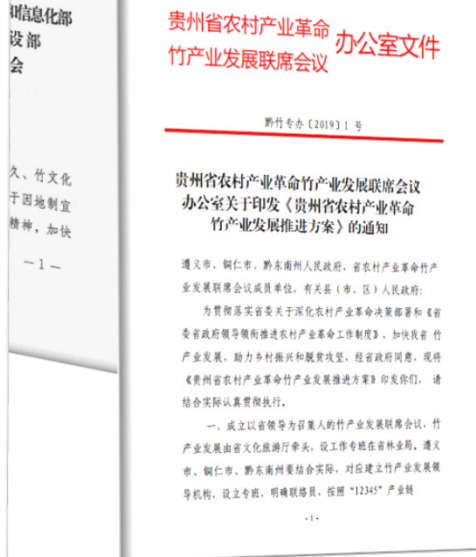 和信息化部
设部
会
久、竹文化
于因地制宜
精神，加快
—1—
贵州省农村产业革命
竹产业发展联席会议
办公室文件
黔竹专办〔2019〕1 号
贵州省农村产业革命竹产业发展联席会议
办公室关于印发《贵州省农村产业革命
竹产业发展推进方案》的通知
遵义市、铜仁市、黔东南州人民政府，省农村产业革命竹产
业发展联席会议成员单位，有关县（市、区）人民政府：
为贯彻落实省委关于深化农村产业革命决策部署和《省
委省政府领导领衔推进农村产业革命工作制度》，加快我省 竹
产业发展，助力乡村振兴和脱贫攻坚，经省政府同意，现将
《贵州省农村产业革命竹产业发展推进方案》印发你们， 请
结合实际认真贯彻执行。
一、成立以省领导为召集人的竹产业发展联席会议，竹
产业发展由省文化旅游厅牵头，设工作专班在省林业局。遵义
市、铜仁市、黔东南州要结合实际，对应建立竹产业发展领
导机构，设立专班，明确联络员，按照“12345”产业链
-1-